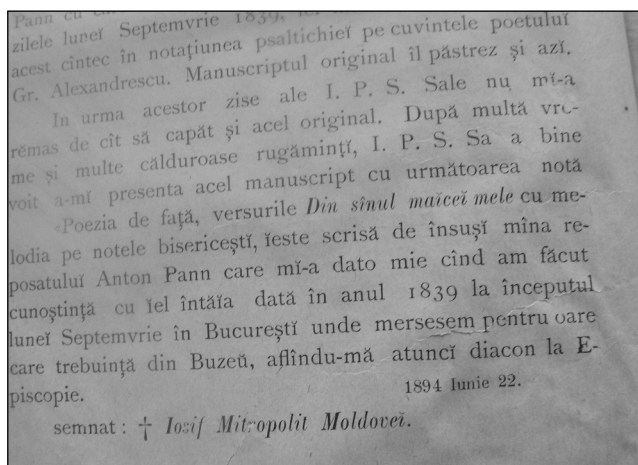 Pann cu
zilele luneĭ Septemvrie 1839,
acest cîntec în notațiunea psaltichieĭ pe cuvintele poetuluĭ
Gr. Alexandrescu. Manuscriptul original îl păstrez și azĭ.
In urma acestor zise ale I. P. S. Sale nu mĭ-a
rěmas de cît să capăt și acel original. După multă vre-
me și multe călduroase rugămințĭ, I. P. S. Sa a bine
voit a-mĭ presenta acel manuscript cu următoarea notă
«Poezia de față, versurile Din sînul maĭceĭ mele cu me-
lodia pe notele bisericeștĭ, ĭeste scrisă de însușĭ mîna re-
posatuluĭ Anton Pann care mĭ-a dato mie cînd am făcut
cunoștință cu ĭel întăĭa dată în anul 1839 la începutul
luneĭ Septemvrie în Bucureștĭ unde mersesem pentru oare
care trebuință din Buzeŭ, aflîndu-mă atuncĭ diacon la E-
piscopie.
1894 Iunie 22.
semnat : † Iosif Mitropolit Moldoveĭ.